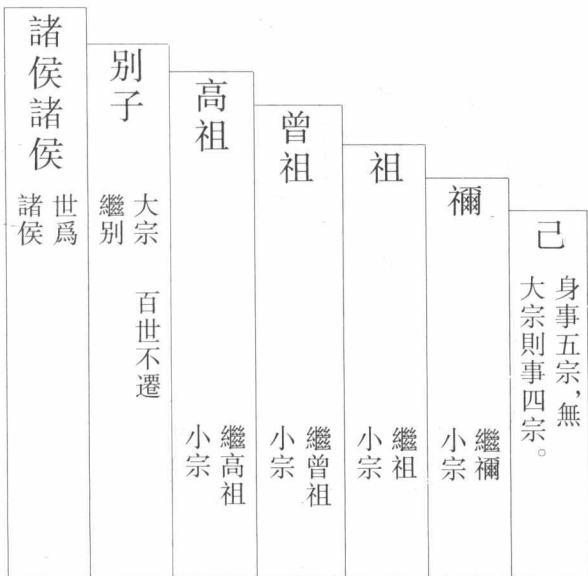 己
身事五宗，無
大宗則事四宗。
禰
繼禰
小宗
祖
繼祖
小宗
曾祖
繼曾祖
小宗
高祖
繼高祖
小宗
别子
大宗
繼别
百世不遷
諸侯諸侯
世爲
諸侯